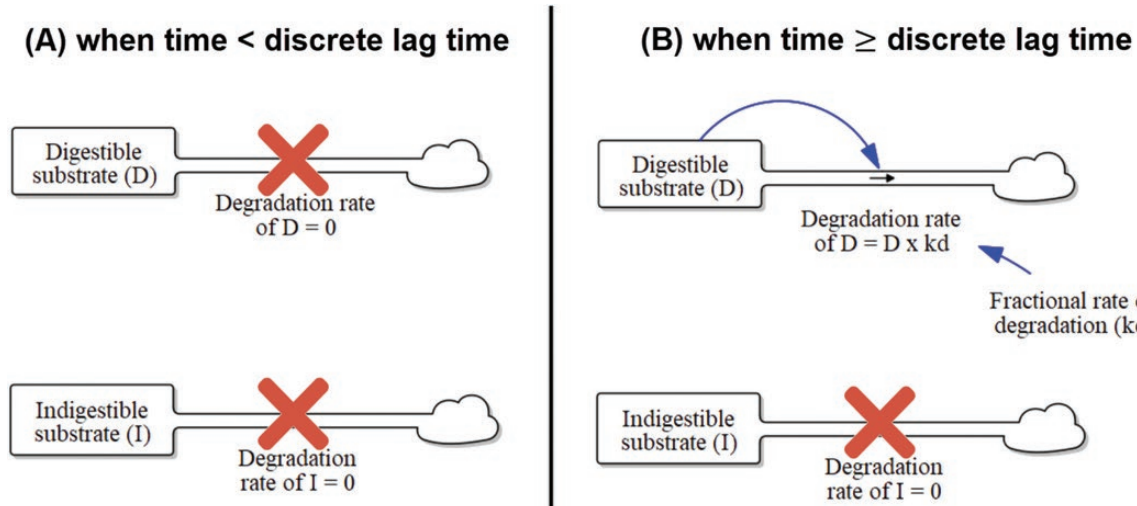 (A) when time < discrete lag time
Digestible
substrate (D)
Degradation rate
of D = 0
Indigestible
substrate (I)
Degradation
rate of I = 0
(B) when time ≥ discrete lag time
Digestible
substrate (D)
Degradation rate
of D = D x kd
Fractional rate
degradation
Indigestible
substrate (I)
Degradation
rate of I = 0